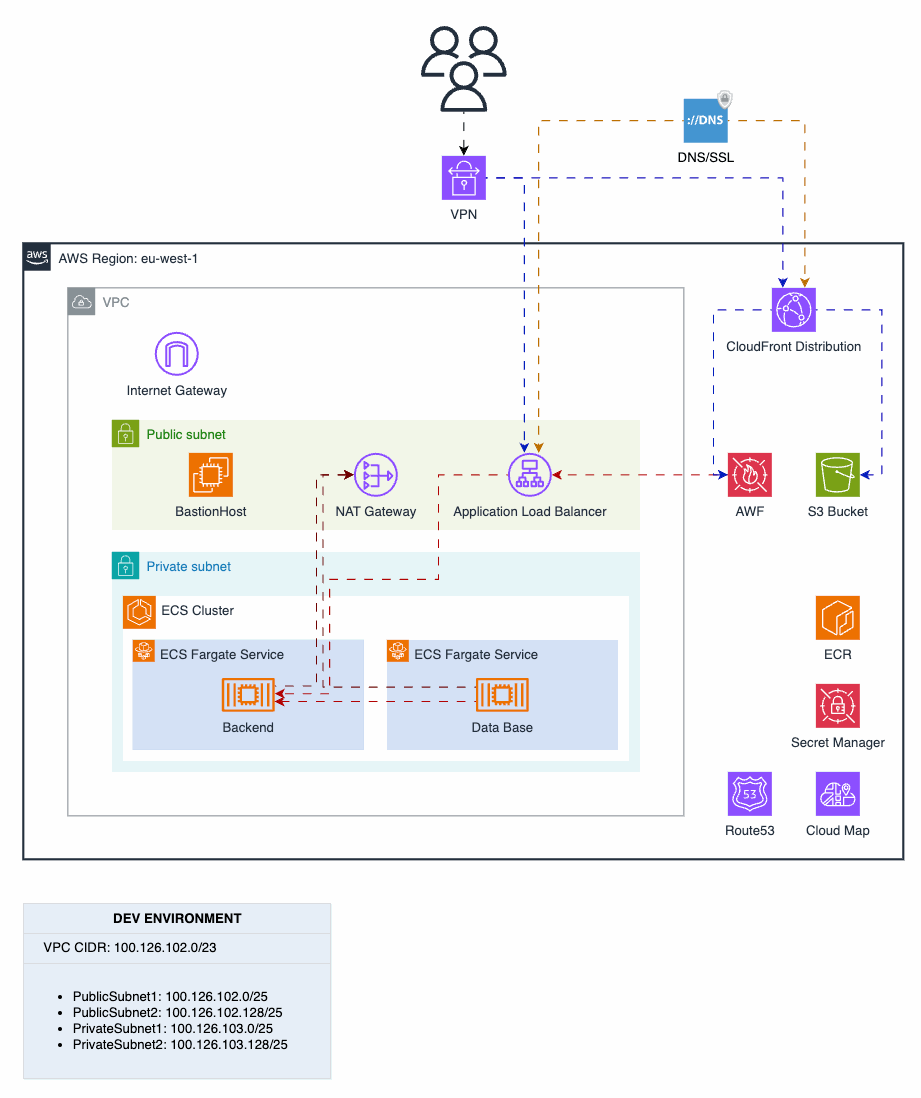 ://DNS
DNS/SSL
VPN
aws
AWS Region: eu-west-1
VPC
CloudFront Distribution
Internet Gateway
Public subnet
BastionHost
NAT Gateway
Application Load Balancer
AWF
S3 Bucket
Private subnet
ECS Cluster
ECR
ECS Fargate Service
ECS Fargate Service
Backend
Data Base
Secret Manager
53
Route53
Cloud Map
DEV ENVIRONMENT
VPC CIDR: 100.126.102.0/23
• PublicSubnet1: 100.126.102.0/25
• PublicSubnet2: 100.126.102.128/25
• PrivateSubnet1: 100.126.103.0/25
• PrivateSubnet2: 100.126.103.128/25